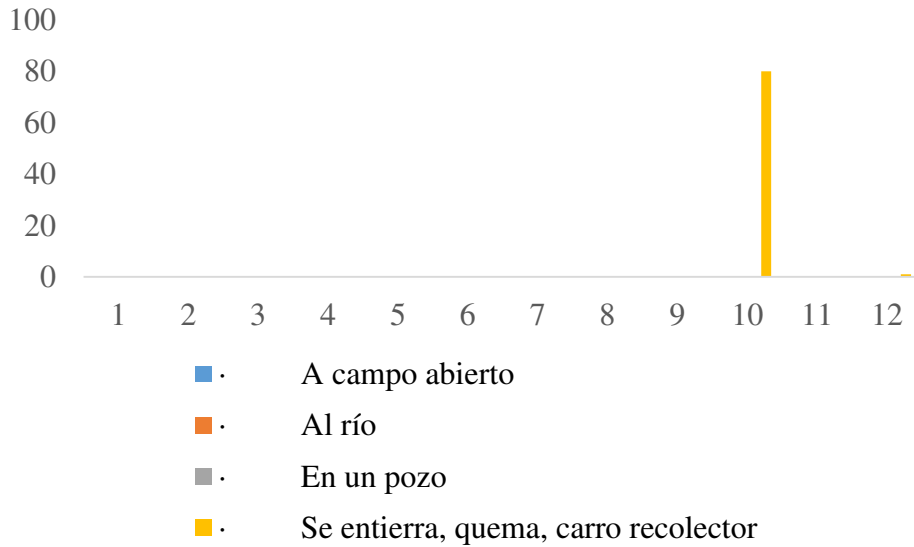 100
80
60
40
20
0
1 2 3 4 5 6 7 8 9 10 11 12
· A campo abierto
· Al río
· En un pozo
· Se entierra, quema, carro recolector